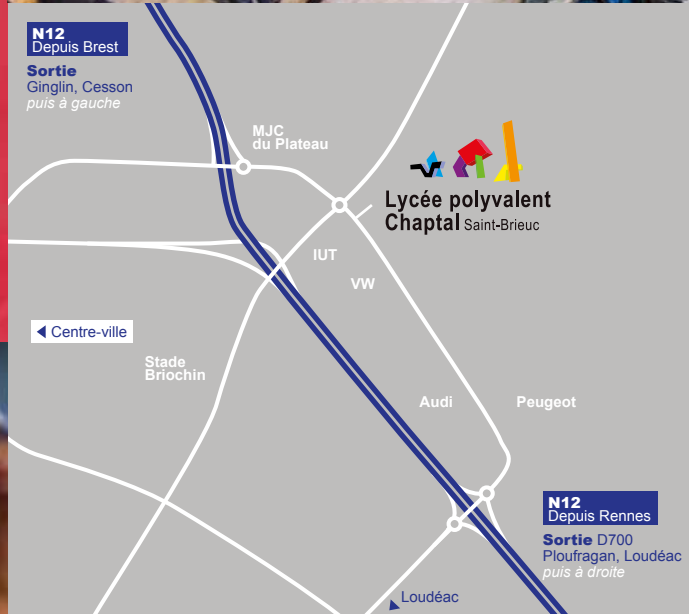 N12
Depuis Brest
Sortie
Ginglin, Cesson
puis à gauche
MJC
du Plateau
Lycée polyvalent
Chaptal Saint-Brieuc
IUT
VW
Centre-ville
Stade
Briochin
Audi
Peugeot
N12
Depuis Rennes
Sortie D700
Ploufragan, Loudéac
puis à droite
Loudéac